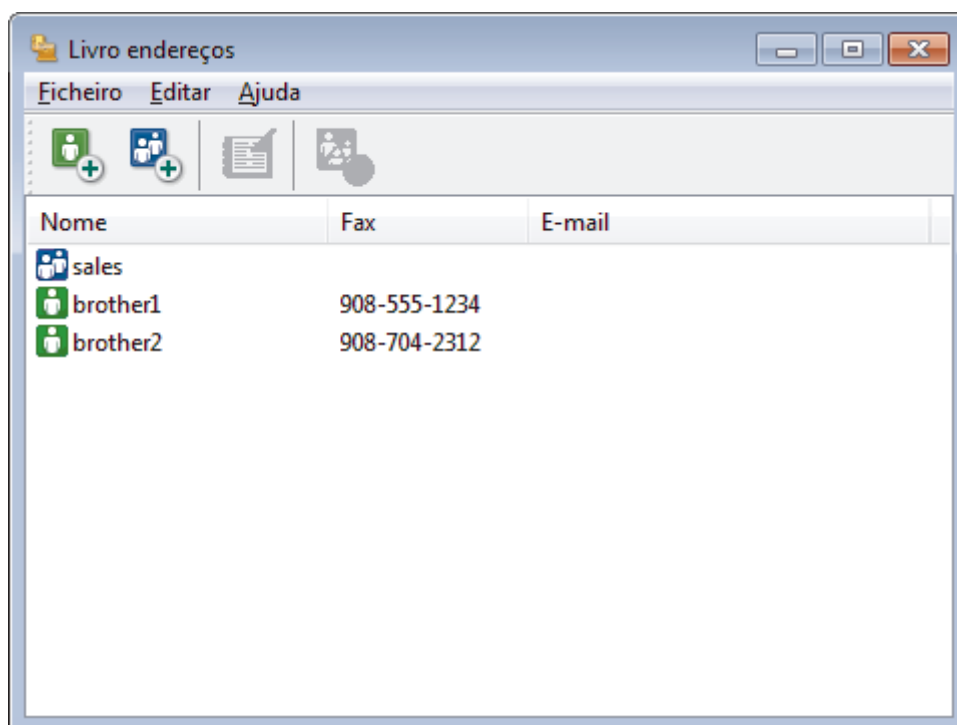 Livro endereços
Ficheiro Editar Ajuda
Nome Fax E-mail
sales
brother1 908-555-1234
brother2 908-704-2312